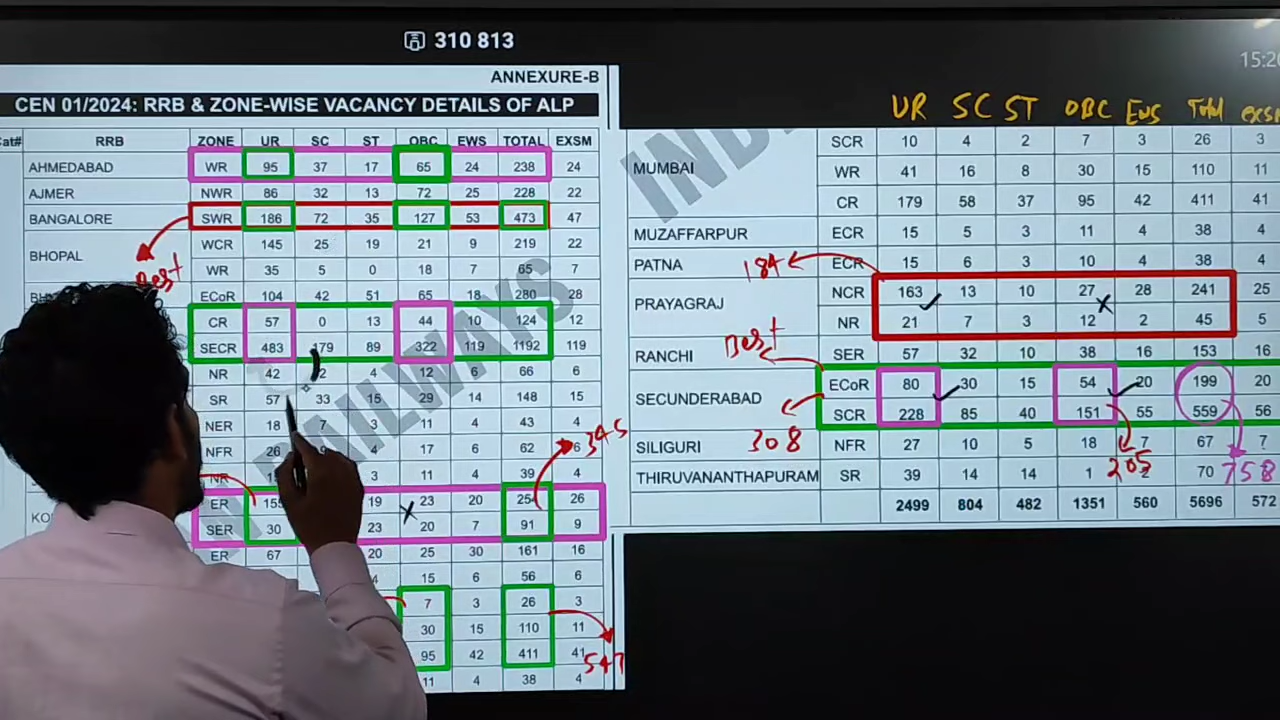 310 813
15:20
ANNEXURE-B
CEN 01/2024: RRB & ZONE-WISE VACANCY DETAILS OF ALP
Cat# RRB ZONE UR SC ST OBC EWS TOTAL EXSM
AHMEDABAD WR 95 37 17 65 24 238 24
AJMER NWR 86 32 13 72 25 228 22
BANGALORE SWR 186 72 35 127 53 473 47
Best
BHOPAL
WCR 145 25 19 21 9 219 22
WR 35 5 0 18 7 65 7
ECoR 104 42 51 65 18 280 28
CR 57 0 13 44 10 124 12
SECR 483 179 89 322 119 1192 119
NR 42 2 4 12 6 66 6
SR 57 33 15 29 14 148 15
NER 18 7 3 11 4 43 4
NFR 26 4 17 6 62 6
345
NR 3 11 4 39 4
ER 19 23 20 254 26
SER 30 23 20 7 91 9
ER 67 20 25 30 161 16
4 15 6 56 6
7 3 26 3
30 15 110 11
95 42 411 41
547
11 4 38 4
RAILWAYS
UR SC ST OBC EWS Total EXSM
MUMBAI
SCR 10 4 2 7 3 26 3
WR 41 16 8 30 15 110 11
CR 179 58 37 95 42 411 41
MUZAFFARPUR ECR 15 5 3 11 4 38 4
PATNA ECR 15 6 3 10 4 38 4
184
PRAYAGRAJ
NCR 163 13 10 27 28 241 25
NR 21 7 3 12 2 45 5
RANCHI SER 57 32 10 38 16 153 16
Best
SECUNDERABAD
ECoR 80 30 15 54 20 199 20
SCR 228 85 40 151 55 559 56
308
SILIGURI NFR 27 10 5 18 7 67 7
205
758
THIRUVANANTHAPURAM SR 39 14 14 1 2 70
2499 804 482 1351 560 5696 572